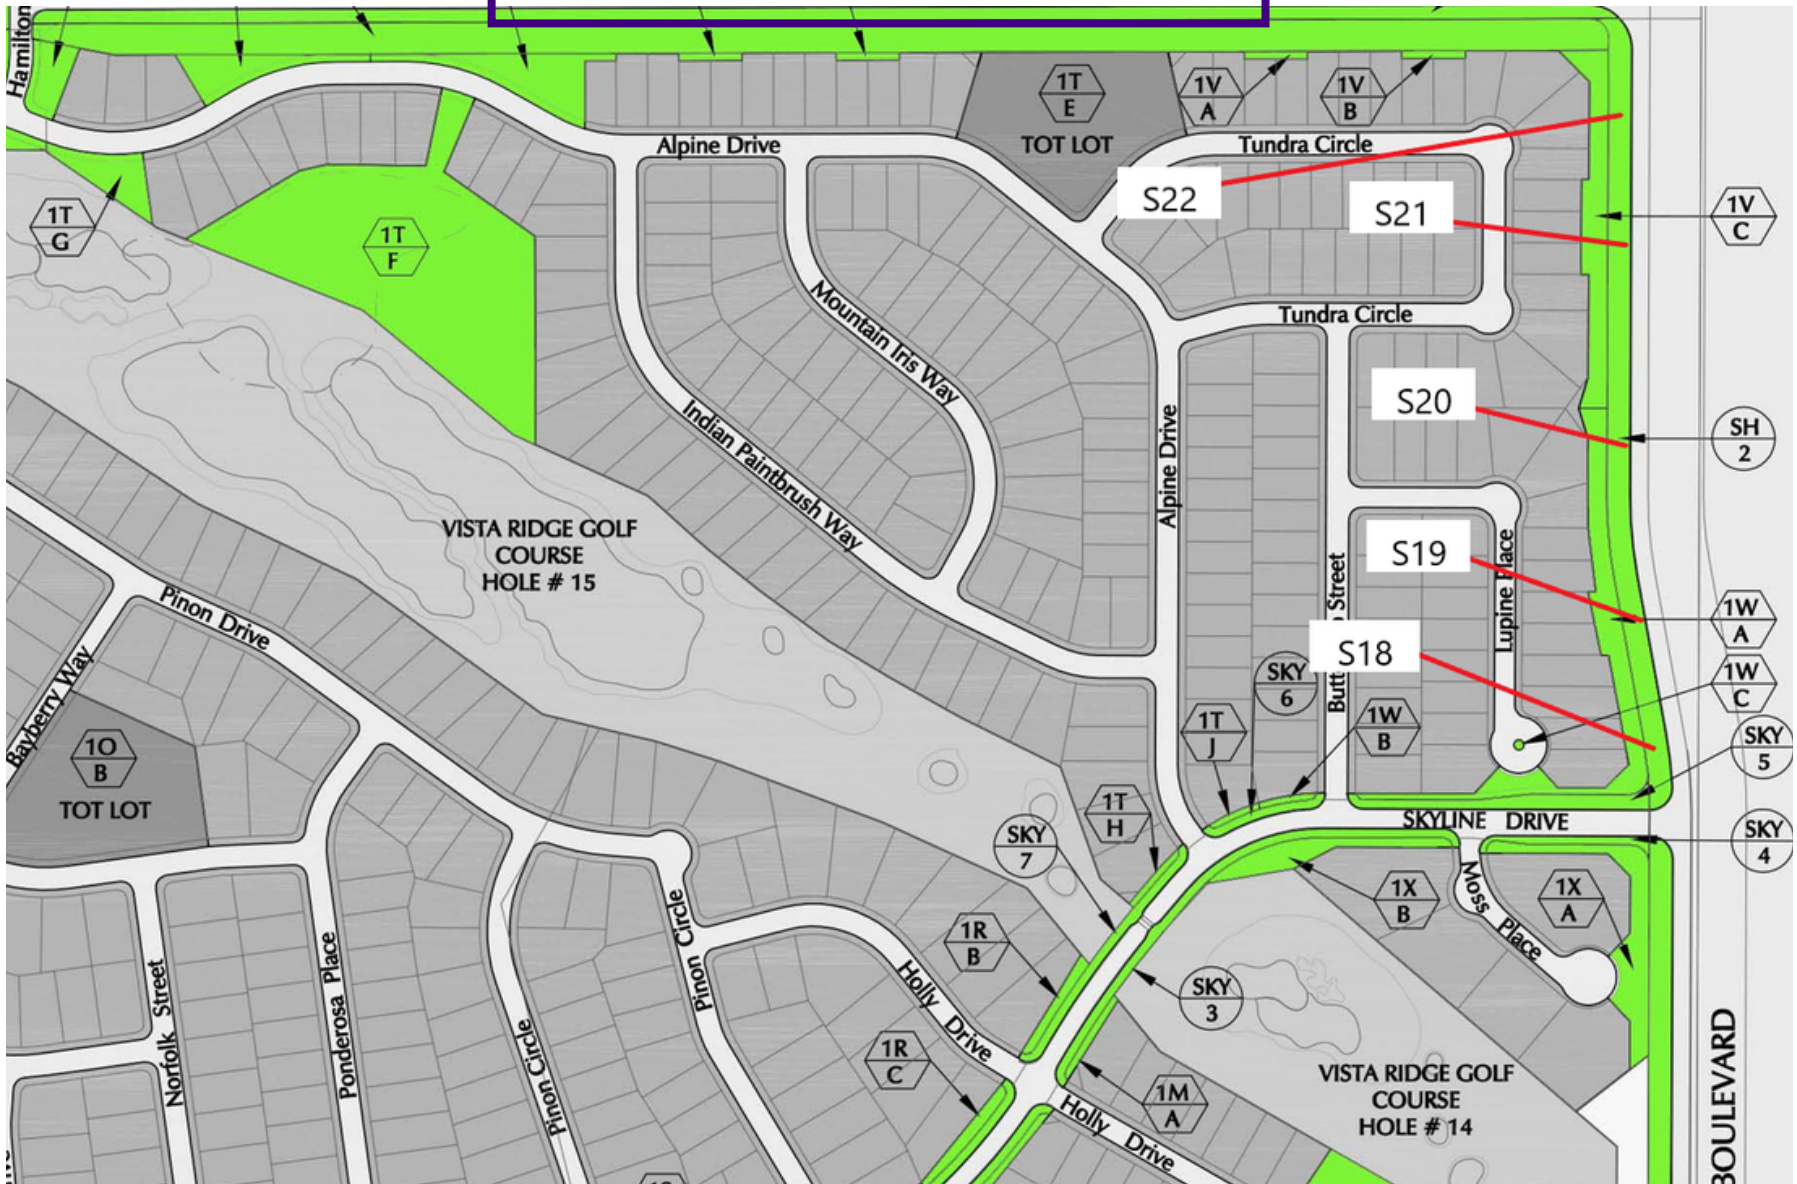 Hamilton
1T
E
TOT LOT
1V
A
1V
B
Alpine Drive
Tundra Circle
S22
S21
1T
G
1T
F
1V
C
Mountain Iris Way
Tundra Circle
Indian Paintbrush Way
Alpine Drive
S20
SH
2
VISTA RIDGE GOLF
COURSE
HOLE # 15
S19
Lupine Place
Street
1W
A
S18
Pinon Drive
Bayberry Way
SKY
6
1W
C
1T
J
1W
B
SKY
5
1O
B
TOT LOT
1T
H
SKYLINE DRIVE
SKY
7
SKY
4
Moss Place
1X
B
1X
A
1R
B
Pinon Circle
Holly Drive
SKY
3
Norfolk Street
Ponderosa Place
Pinon Circle
1R
C
1M
A
Holly Drive
VISTA RIDGE GOLF
COURSE
HOLE # 14
BOULEVARD